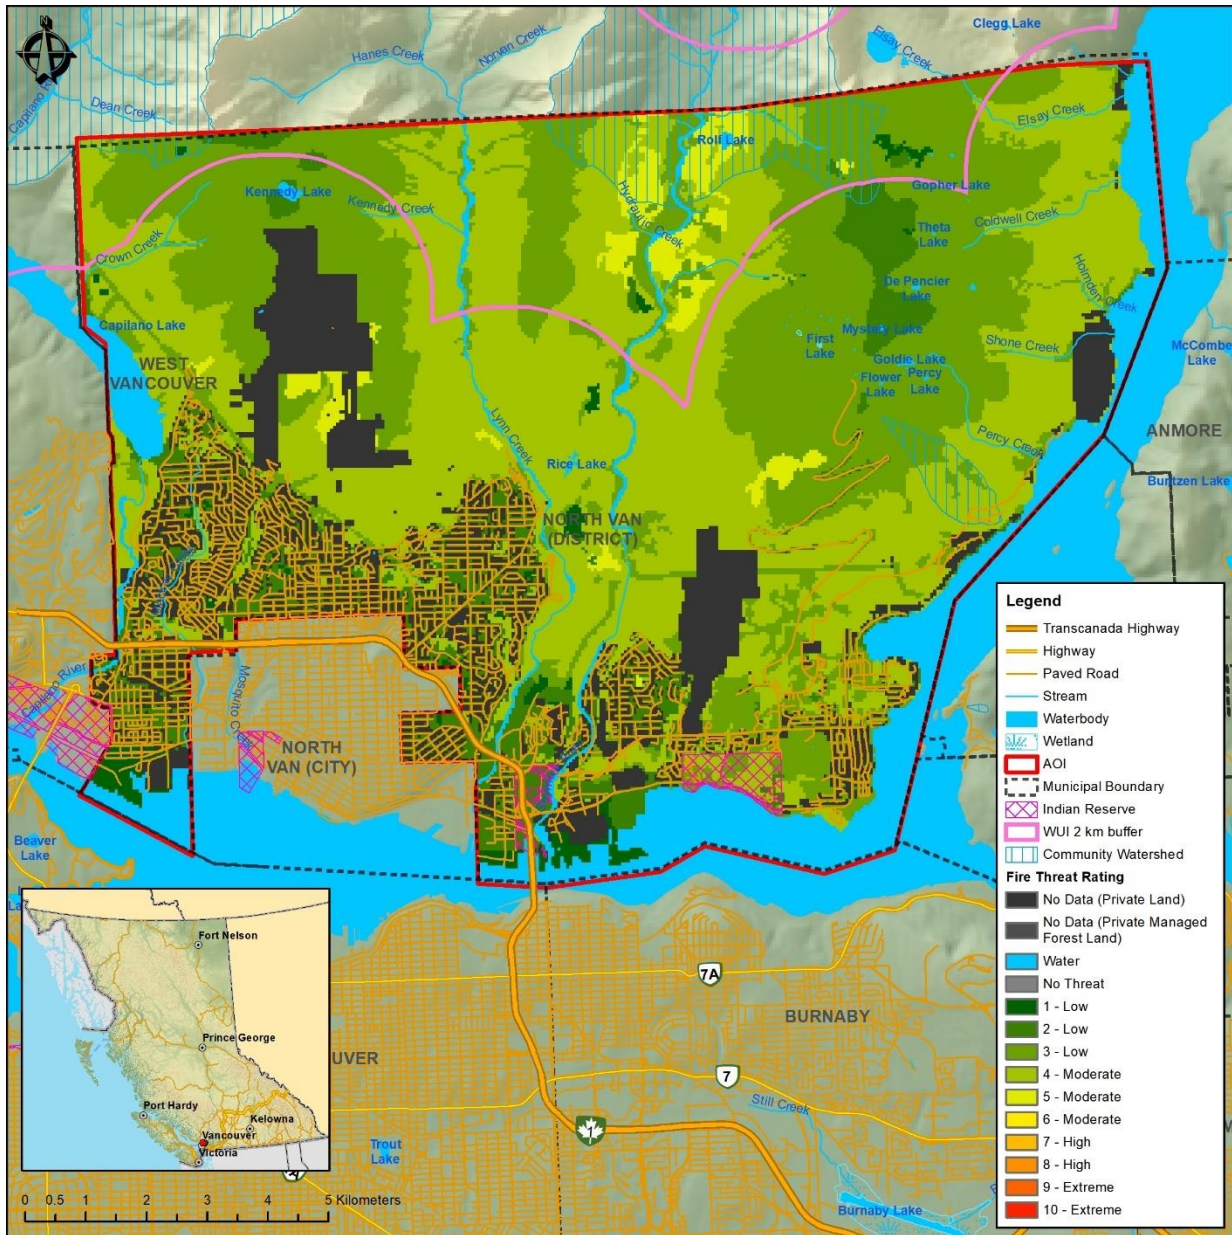 Clegg Lake
Elsay Creek
Hanes Creek
Norvan Creek
Capilano R
Dean Creek
Elsay Creek
Rolf Lake
Kennedy Lake
Kennedy Creek
Hydraulic Creek
Gopher Lake
Coldwell Creek
Theta
Lake
Crown Creek
De Pencier
Lake
Holmden Creek
Capilano Lake
Mystery Lake
First
Lake
Shone Creek
McCombe
Lake
WEST
VANCOUVER
Goldie Lake
Flower
Lake
Percy
Lake
Lynn Creek
Percy Creek
ANMORE
Rice Lake
Buntzen Lake
NORTH VAN
(DISTRICT)
Capilano River
Mosquito Creek
NORTH
VAN (CITY)
Beaver
Lake
La
Legend
Transcanada Highway
Highway
Paved Road
Stream
Waterbody
Wetland
AOI
Municipal Boundary
Indian Reserve
WUI 2 km buffer
Community Watershed
Fire Threat Rating
No Data (Private Land)
No Data (Private Managed
Forest Land)
Water
No Threat
1 - Low
2 - Low
3 - Low
4 - Moderate
5 - Moderate
6 - Moderate
7 - High
8 - High
9 - Extreme
10 - Extreme
Fort Nelson
Prince George
Port Hardy
Kelowna
Vancouver
Victoria
7A
BURNABY
UVER
7
Still Creek
1
Trout
Lake
Burnaby Lake
0 0.5 1 2 3 4 5 Kilometers